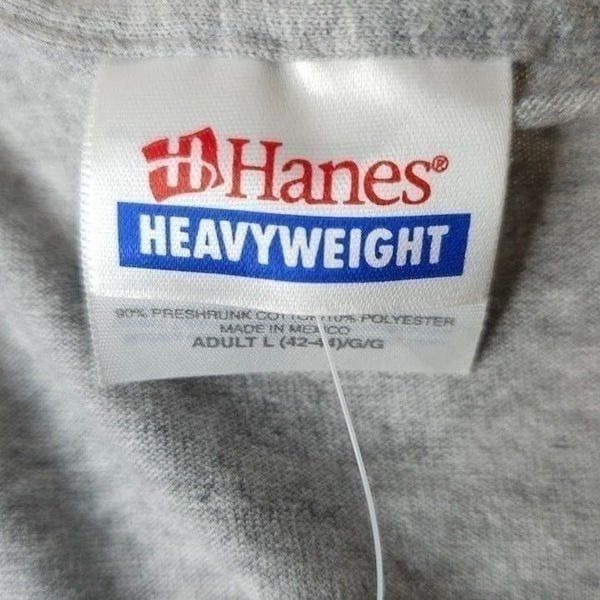 Hanes®
HEAVYWEIGHT
90% PRESHRUNK COTTON/10% POLYESTER
MADE IN MEXICO
ADULT L (42-44)/G/G